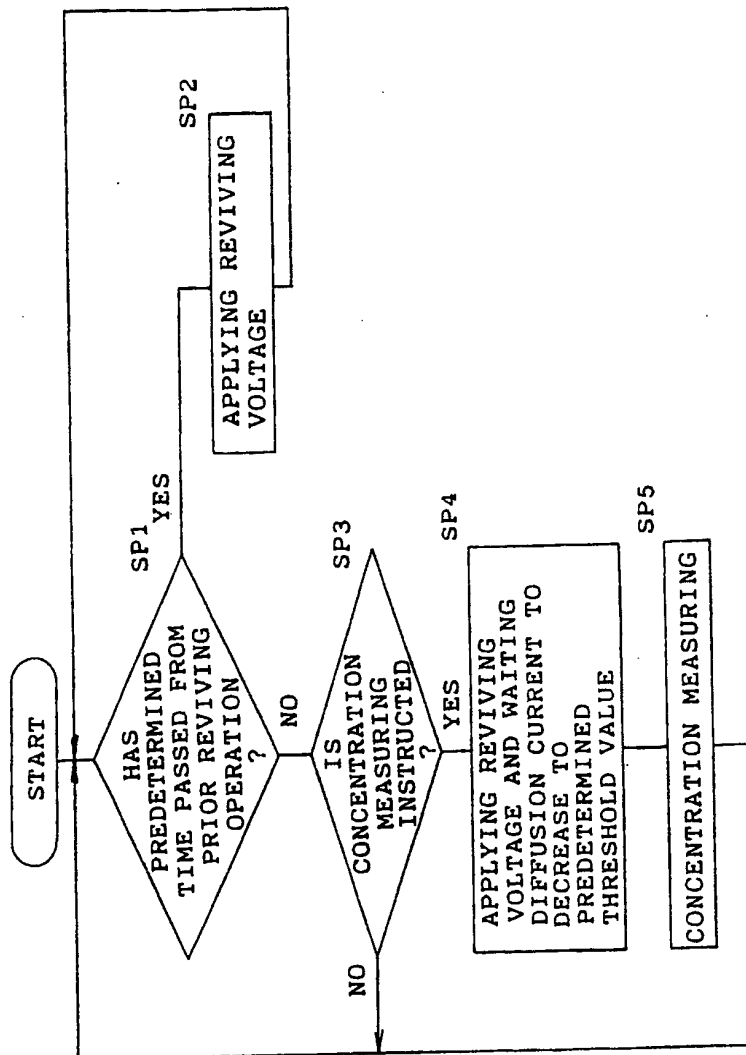 START
SP1
HAS
PREDETERMINED
TIME PASSED FROM
PRIOR REVIVING
OPERATION
?
YES
SP2
APPLYING REVIVING
VOLTAGE
NO
SP3
IS
CONCENTRATION
MEASURING
INSTRUCTED
?
NO
YES
SP4
APPLYING REVIVING
VOLTAGE AND WAITING
DIFFUSION CURRENT TO
DECREASE TO
PREDETERMINED
THRESHOLD VALUE
SP5
CONCENTRATION MEASURING